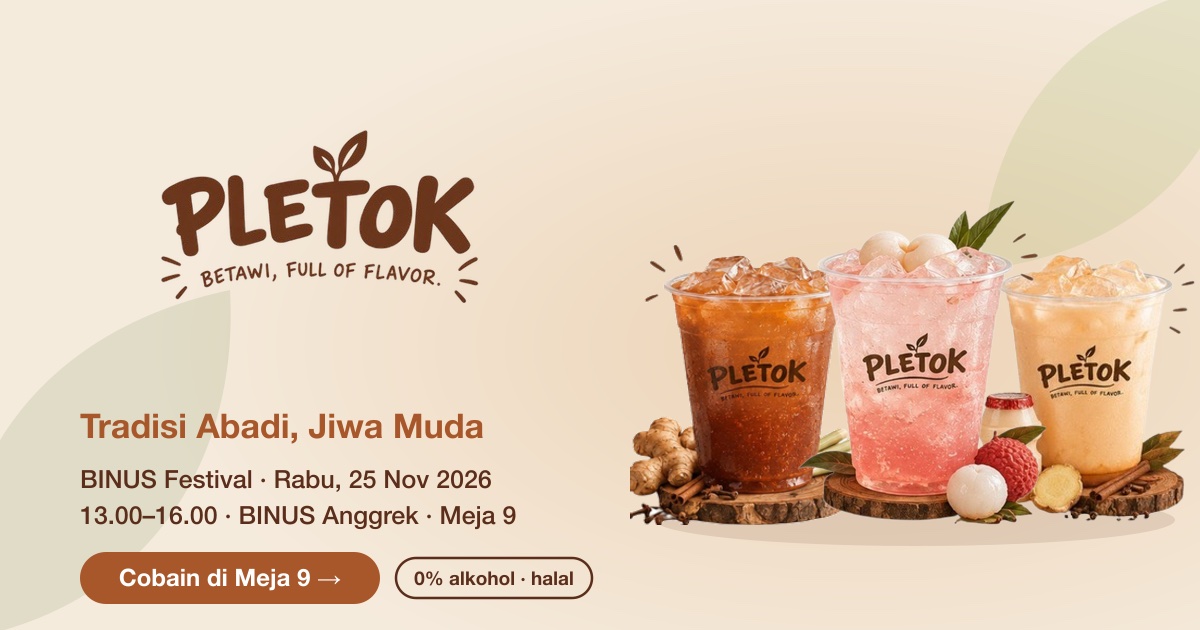 PLETOK
BETAWI, FULL OF FLAVOR.
Tradisi Abadi, Jiwa Muda
BINUS Festival · Rabu, 25 Nov 2026
13.00–16.00 · BINUS Anggrek · Meja 9
Cobain di Meja 9 →
0% alkohol · halal
PLETOK
BETAWI, FULL OF FLAVOR.
PLETOK
BETAWI, FULL OF FLAVOR.
PLETOK
BETAWI, FULL OF FLAVOR.